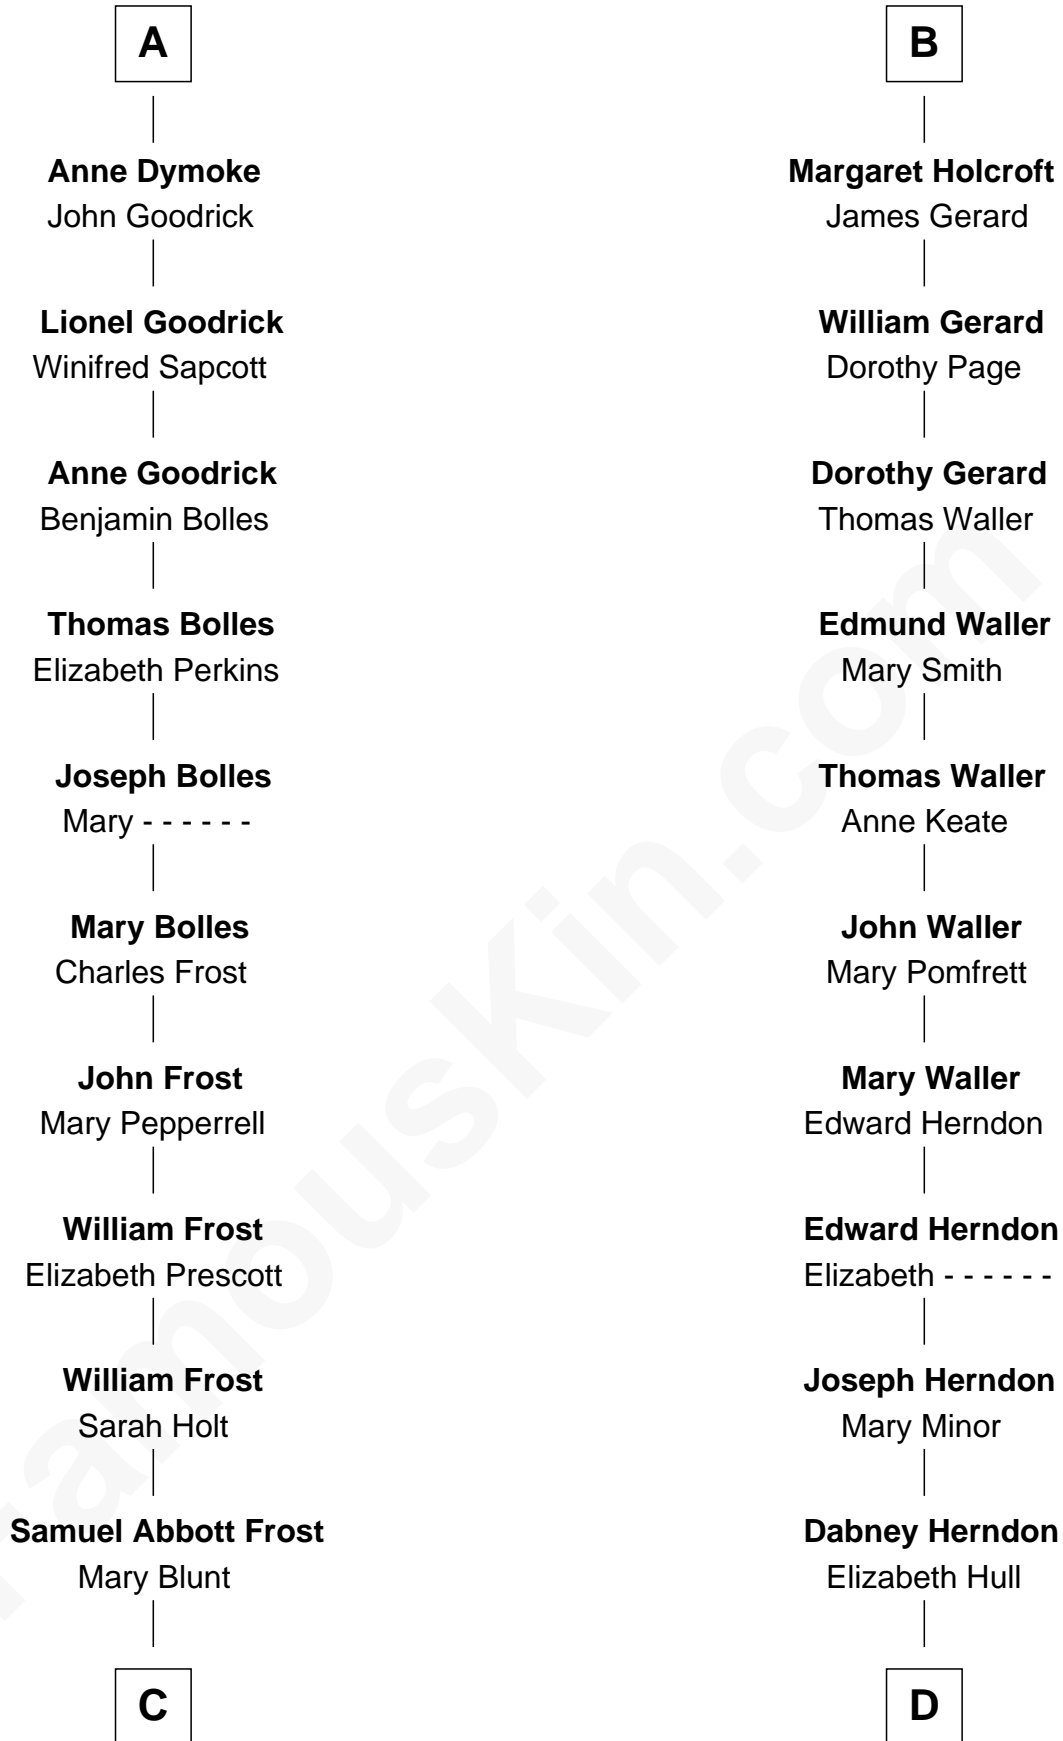 A
Anne Dymoke
John Goodrick
Lionel Goodrick
Winifred Sapcott
Anne Goodrick
Benjamin Bolles
Thomas Bolles
Elizabeth Perkins
Joseph Bolles
Mary - - - - - -
Mary Bolles
Charles Frost
John Frost
Mary Pepperrell
William Frost
Elizabeth Prescott
William Frost
Sarah Holt
Samuel Abbott Frost
Mary Blunt
C
B
Margaret Holcroft
James Gerard
William Gerard
Dorothy Page
Dorothy Gerard
Thomas Waller
Edmund Waller
Mary Smith
Thomas Waller
Anne Keate
John Waller
Mary Pomfrett
Mary Waller
Edward Herndon
Edward Herndon
Elizabeth - - - - - -
Joseph Herndon
Mary Minor
Dabney Herndon
Elizabeth Hull
D
FamousKin.com